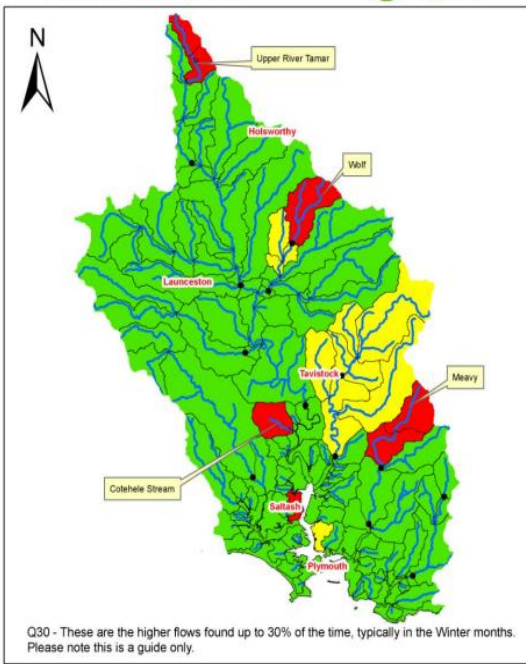 N
Upper River Tamar
Holsworthy
Wolf
Launceston
Tavistock
Meavy
Cotehele Stream
Saltash
Plymouth
Q30 - These are the higher flows found up to 30% of the time, typically in the Winter months.
Please note this is a guide only.